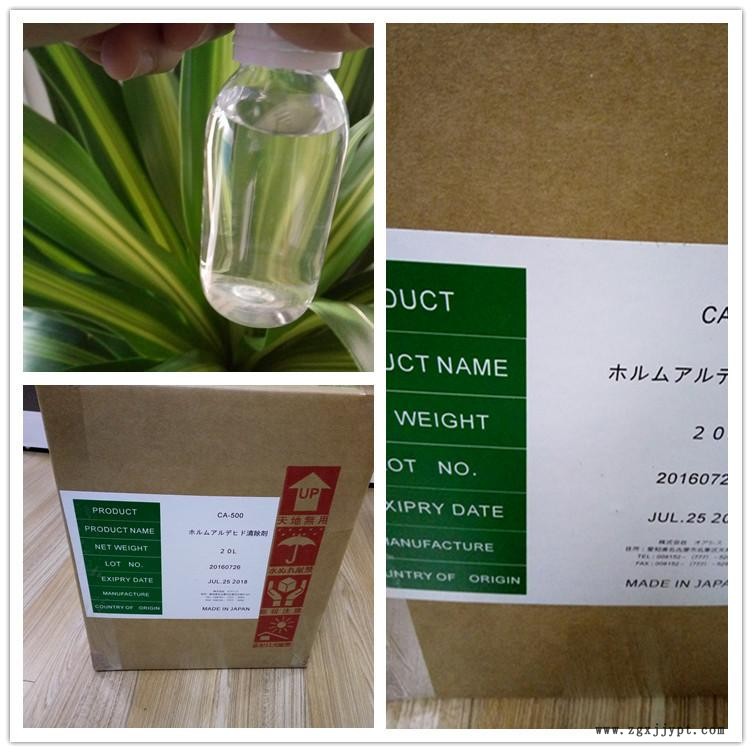 DUCT
CA
UCT NAME
ホルムアルデ
WEIGHT
20
OT NO.
20160726
XIPRY DATE
JUL.25 20
MANUFACTURE
UNTRY OF ORIGIN
MADE IN JAPA
PRODUCT
CA-500
PRODUCT NAME
ホルムアルデヒド清除剤
NET WEIGHT
20L
LOT NO.
20160726
EXIPRY DATE
JUL.25 2018
MANUFACTURE
COUNTRY OF ORIGIN
MADE IN JAPAN
UP
天地無用
水ぬれ厳禁
www.zgxjjypt.com